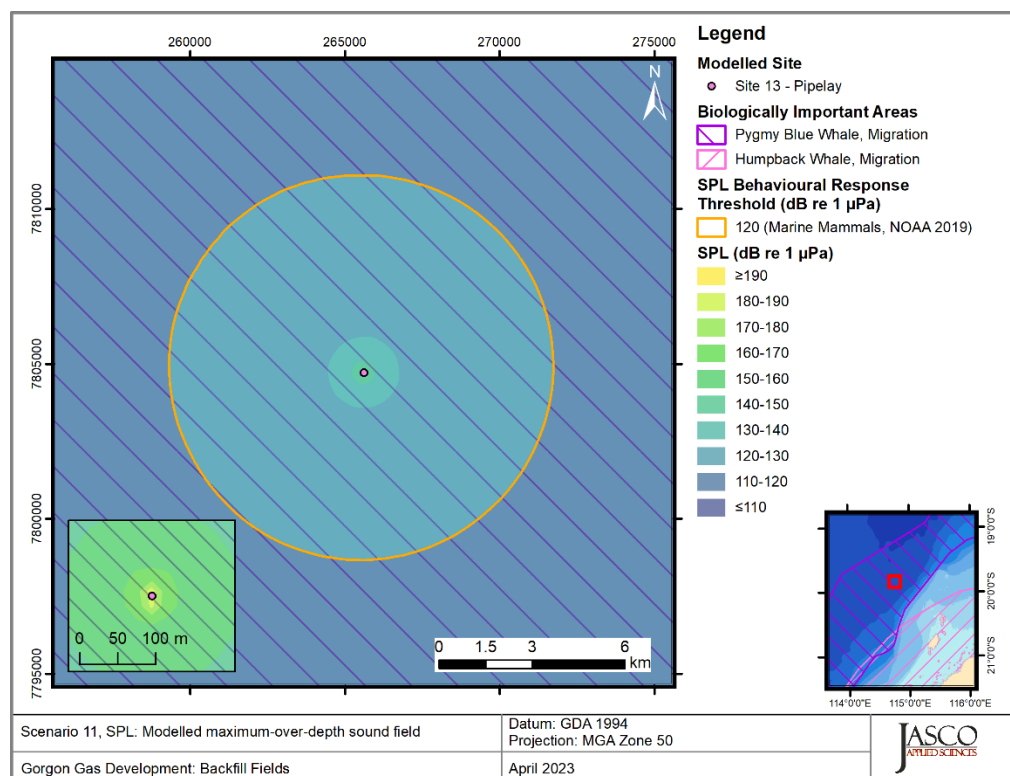 260000 265000 270000 275000
7810000
7805000
7800000
7795000
N
0 50 100 m
0 1.5 3 6
km
Legend
Modelled Site
Site 13 - Pipelay
Biologically Important Areas
Pygmy Blue Whale, Migration
Humpback Whale, Migration
SPL Behavioural Response
Threshold (dB re 1 µPa)
120 (Marine Mammals, NOAA 2019)
SPL (dB re 1 µPa)
≥190
180-190
170-180
160-170
150-160
140-150
130-140
120-130
110-120
≤110
19°0'0"S
20°0'0"S
21°0'0"S
114°0'0"E 115°0'0"E 116°0'0"E
Scenario 11, SPL: Modelled maximum-over-depth sound field
Datum: GDA 1994
Projection: MGA Zone 50
Gorgon Gas Development: Backfill Fields
April 2023
JASCO
APPLIED SCIENCES